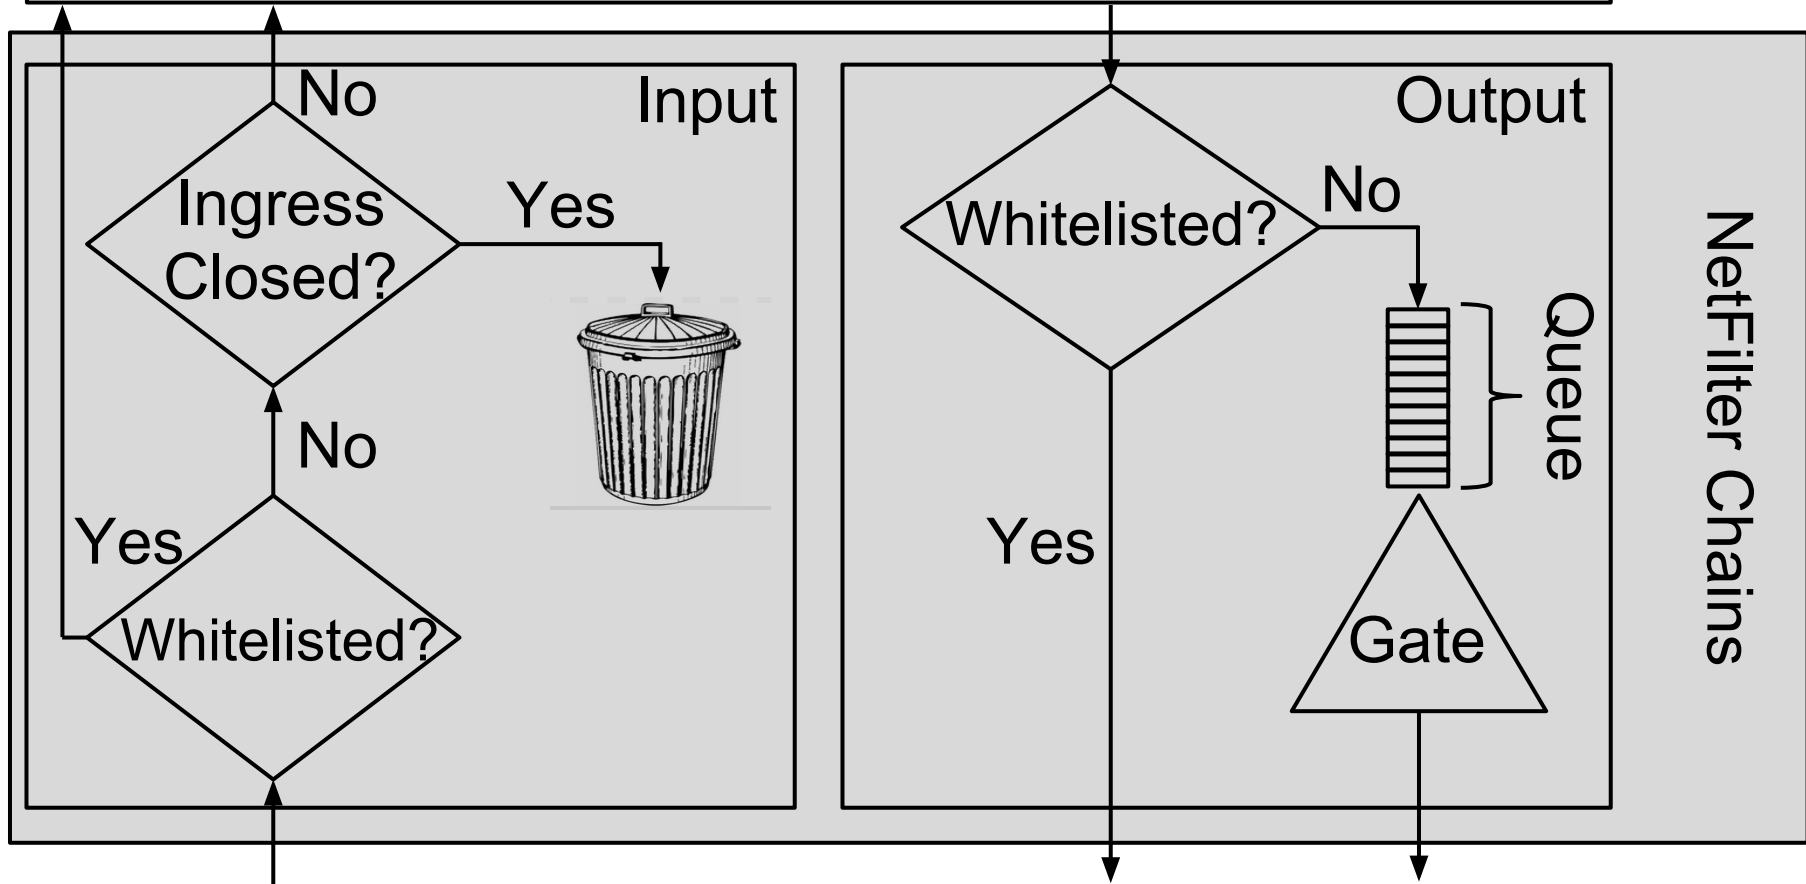 No
Input
Ingress
Closed?
Yes
No
Yes
Whitelisted?
Output
Whitelisted?
No
Queue
Yes
Gate
NetFilter Chains